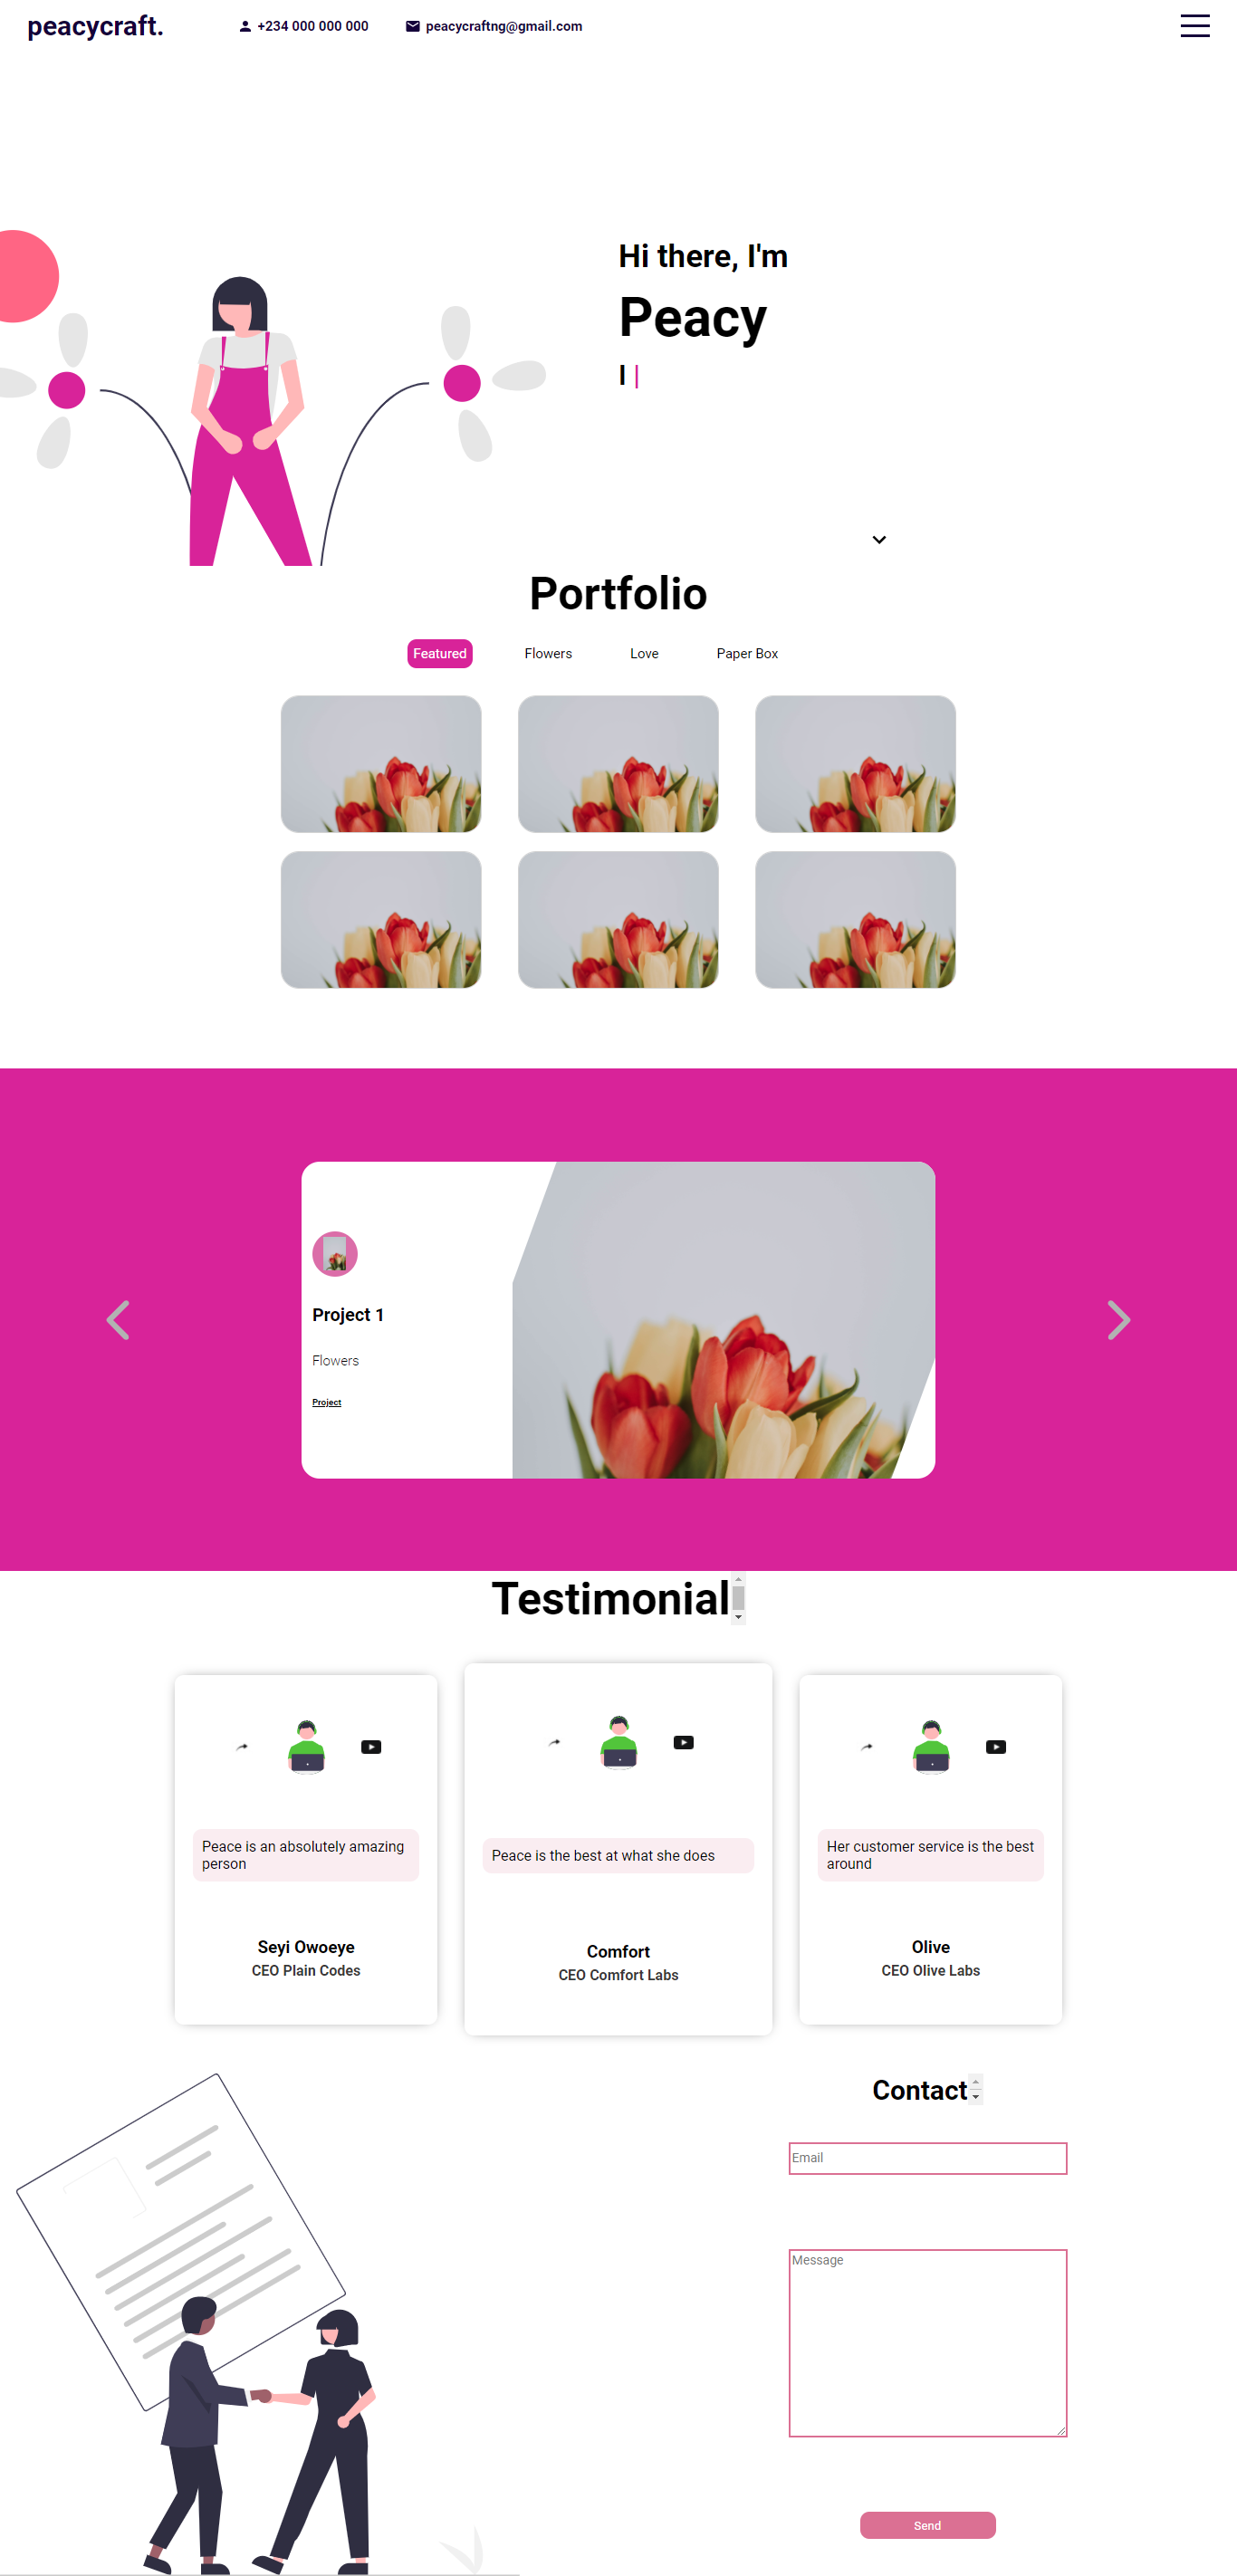 peacycraft.
+234 000 000 000
peacycraftng@gmail.com
Hi there, I'm
Peacy
I
Portfolio
Featured
Flowers
Love
Paper Box
Project 1
Flowers
Project
Testimonial
Peace is an absolutely amazing
person
Seyi Owoeye
CEO Plain Codes
Peace is the best at what she does
Comfort
CEO Comfort Labs
Her customer service is the best
around
Olive
CEO Olive Labs
Contact
Email
Message
Send